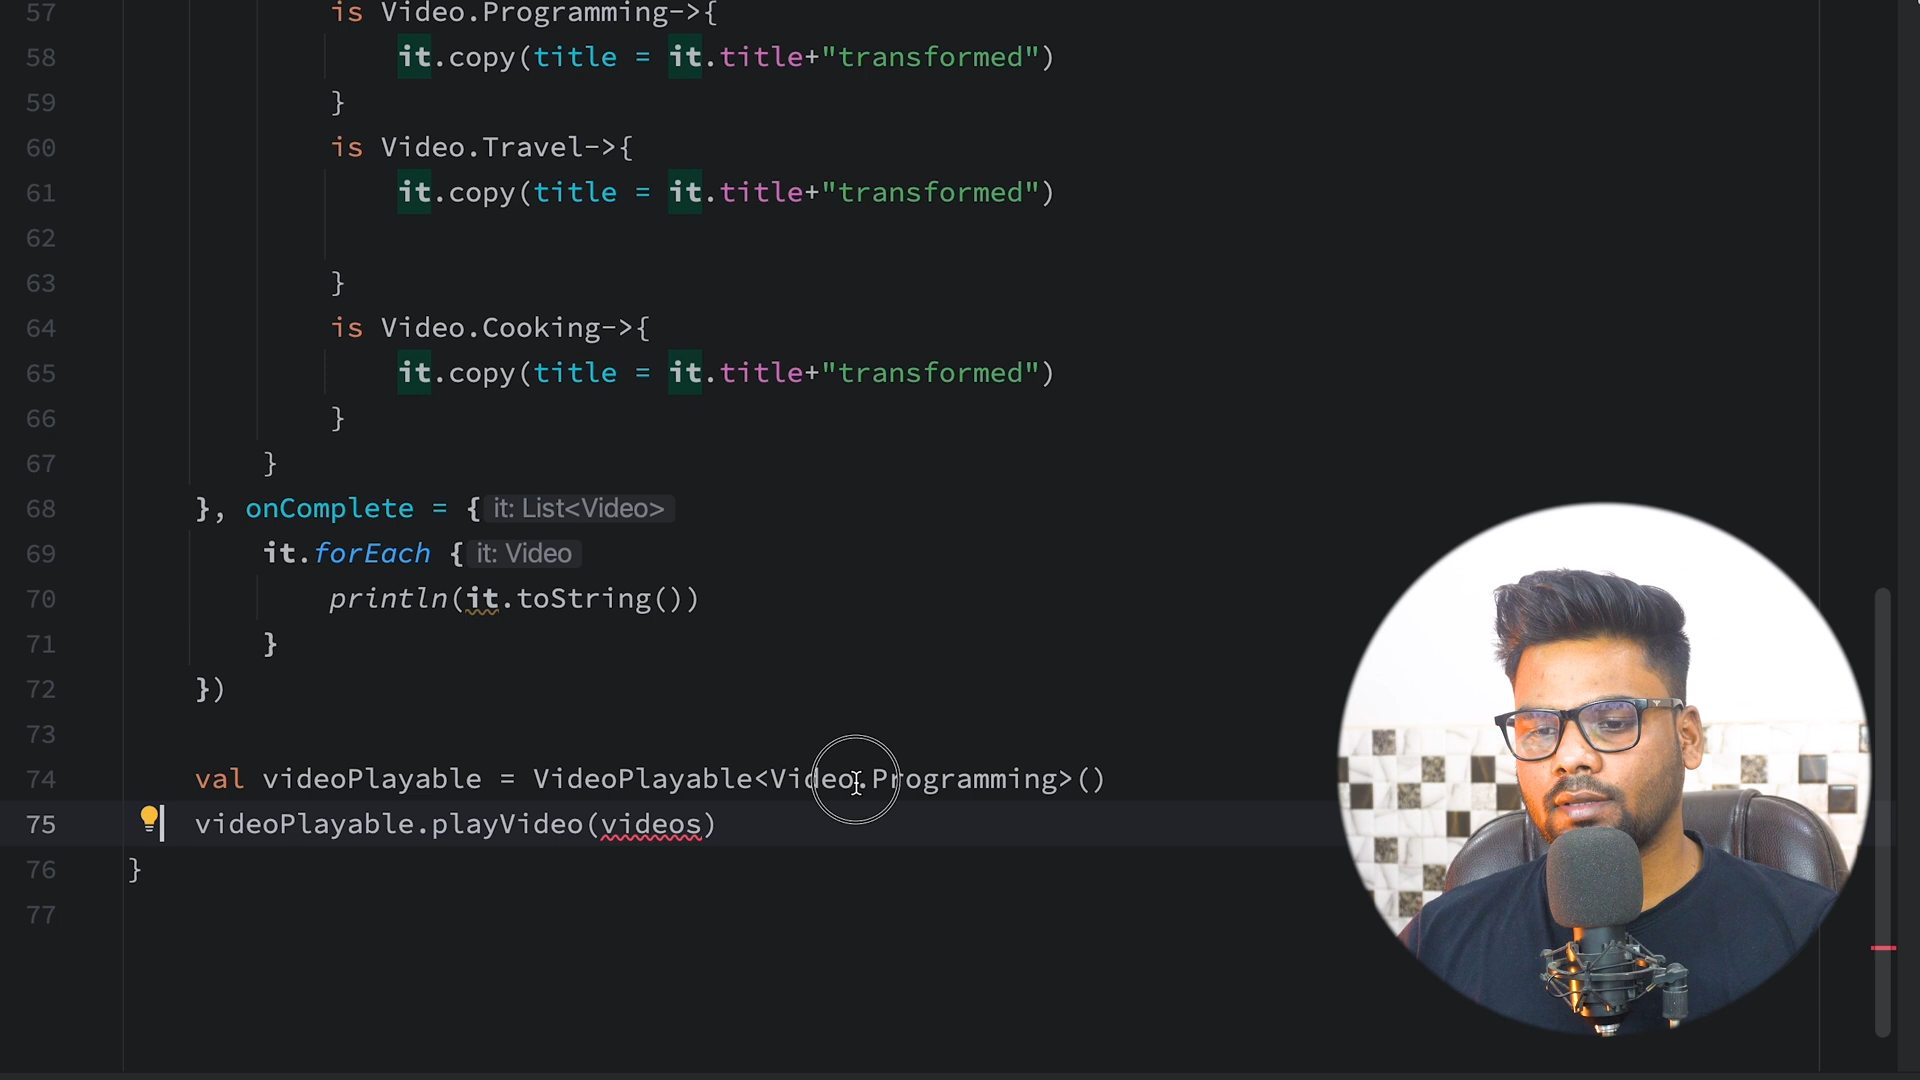 57 is Video.Programming->{
58 it.copy(title = it.title+"transformed")
59 }
60 is Video.Travel->{
61 it.copy(title = it.title+"transformed")
62
63 }
64 is Video.Cooking->{
65 it.copy(title = it.title+"transformed")
66 }
67 }
68 }, onComplete = { it: List<Video>
69 it.forEach { it: Video
70 println(it.toString())
71 }
72 })
73
74 val videoPlayable = VideoPlayable<Video.Programming>()
75 videoPlayable.playVideo(videos)
76 }
77